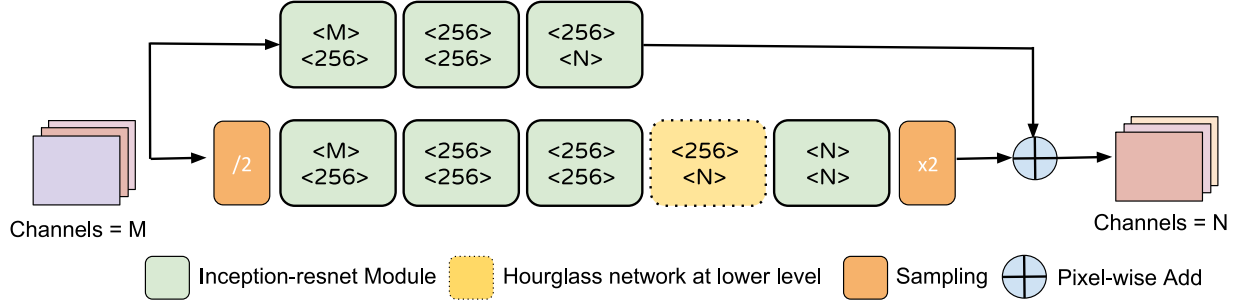 <M> <256> <256>
<256> <256> <N>
/2 <M> <256> <256> <256> <N> x2
<256> <256> <256> <N> <N>
Channels = M
Channels = N
Inception-resnet Module Hourglass network at lower level Sampling Pixel-wise Add